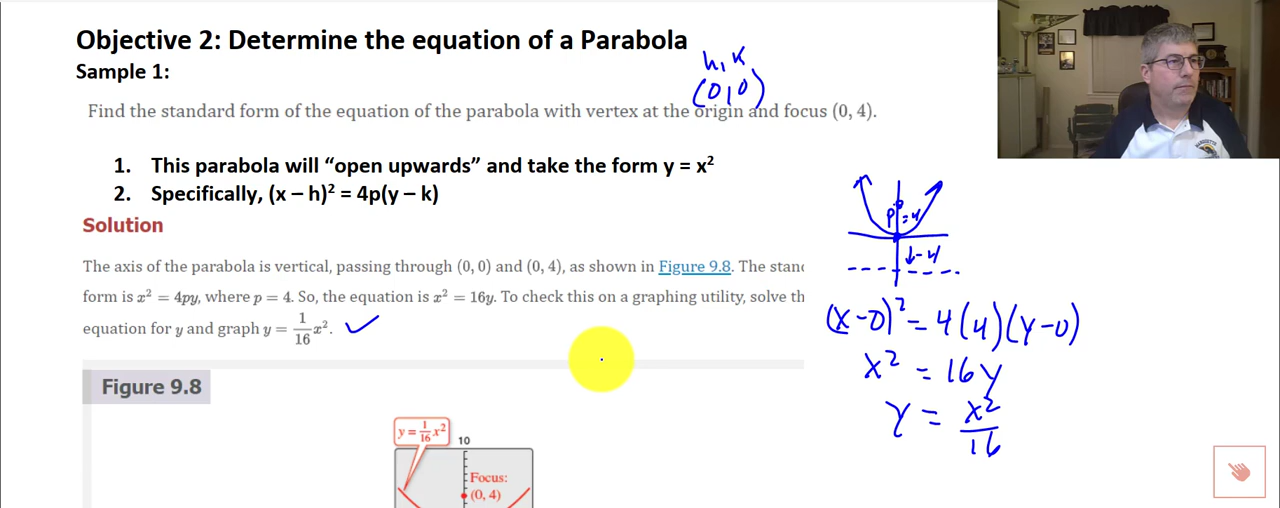 Objective 2: Determine the equation of a Parabola
h, k
Sample 1:
(0, 0)
Find the standard form of the equation of the parabola with vertex at the origin and focus (0, 4).
1. This parabola will “open upwards” and take the form y = x²
2. Specifically, (x – h)² = 4p(y – k)
Solution
The axis of the parabola is vertical, passing through (0, 0) and (0, 4), as shown in Figure 9.8. The stand
form is x² = 4py, where p = 4. So, the equation is x² = 16y. To check this on a graphing utility, solve th
equation for y and graph y = 1/16 x².
Figure 9.8
y = 1/16 x²
10
Focus:
(0, 4)
p = 4
-4
(x-0)² = 4(4)(y-0)
x² = 16y
y = x²/16